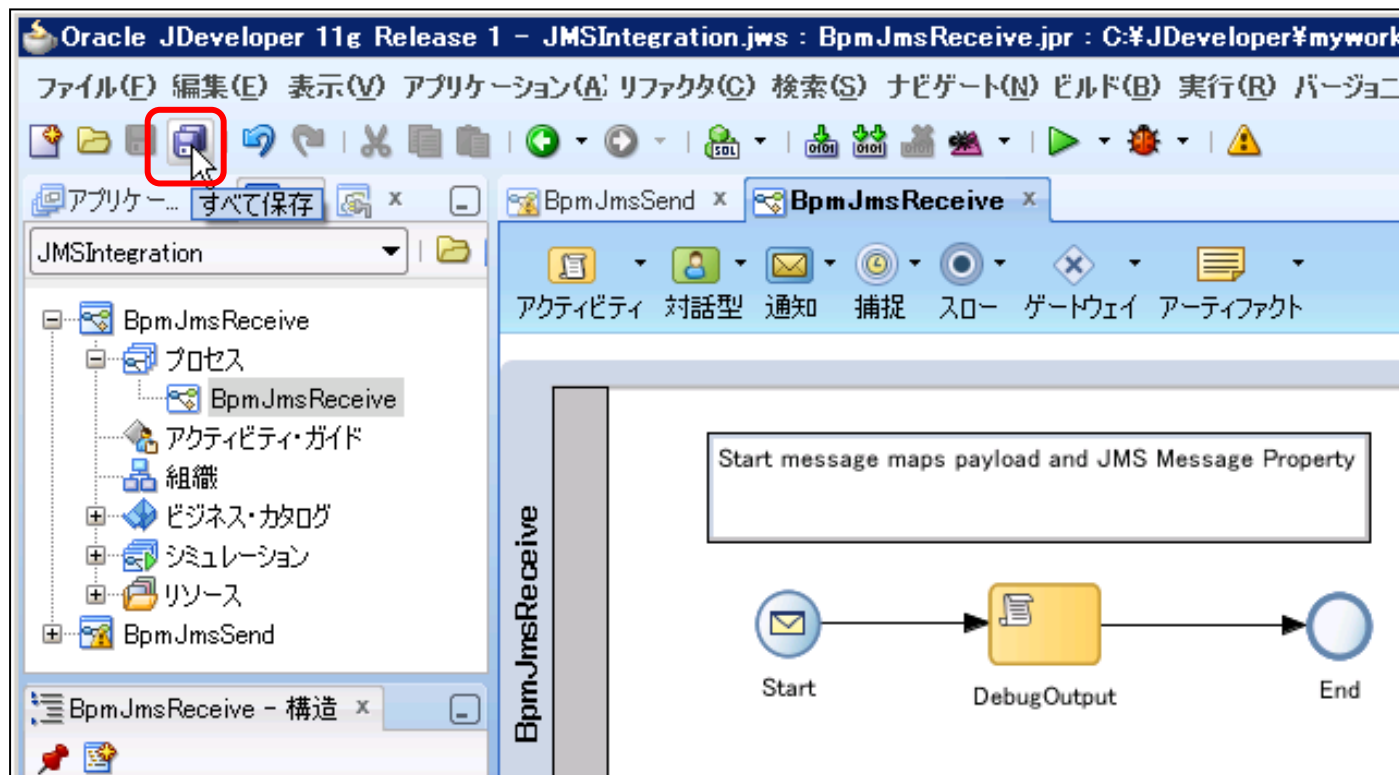 Oracle JDeveloper 11g Release 1 - JMSIntegration.jws : BpmJmsReceive.jpr : C:¥JDeveloper¥mywork
ファイル(F) 編集(E) 表示(V) アプリケーション(A) リファクタ(C) 検索(S) ナビゲート(N) ビルド(B) 実行(R) バージョニ
すべて保存
アプリケー...
BpmJmsSend
BpmJmsReceive
JMSIntegration
アクティビティ 対話型 通知 捕捉 スロー ゲートウェイ アーティファクト
BpmJmsReceive
プロセス
BpmJmsReceive
アクティビティ・ガイド
組織
ビジネス・カタログ
シミュレーション
リソース
BpmJmsSend
BpmJmsReceive - 構造
BpmJmsReceive
Start message maps payload and JMS Message Property
Start
DebugOutput
End